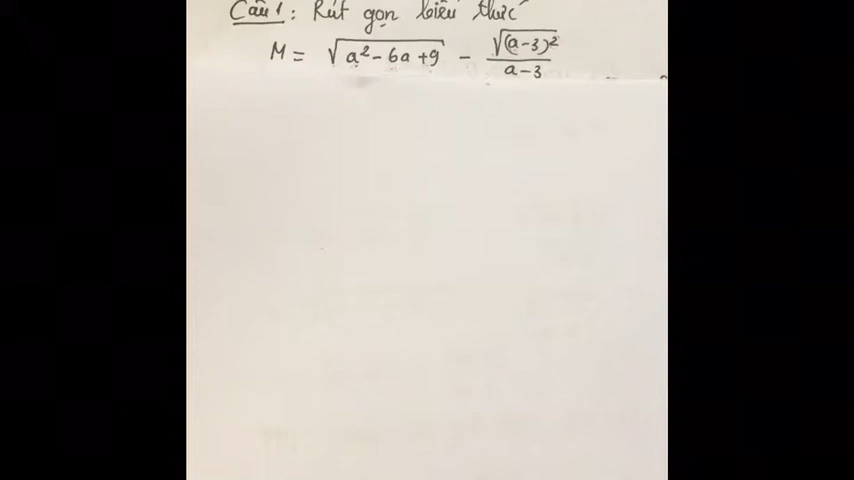 Câu 1: Rút gọn biểu thức
M = √(a² - 6a + 9) - √((a-3)²) / (a-3)